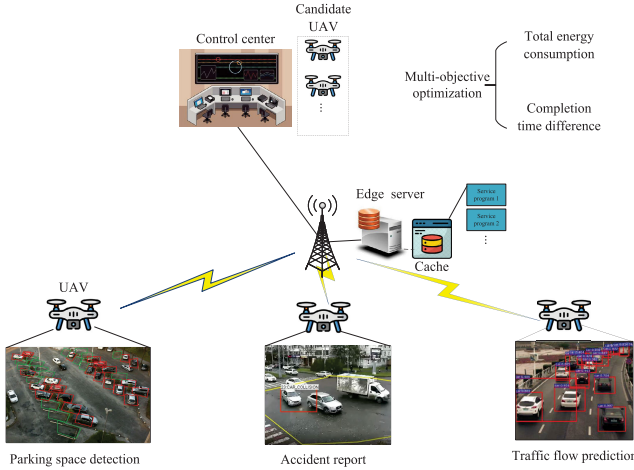 Candidate
UAV
Control center
Total energy
consumption
Multi-objective
optimization
Completion
time difference
Edge server
Service
program 1
Service
program 2
Cache
UAV
CAR_COLLISION
Parking space detection
Accident report
Traffic flow prediction